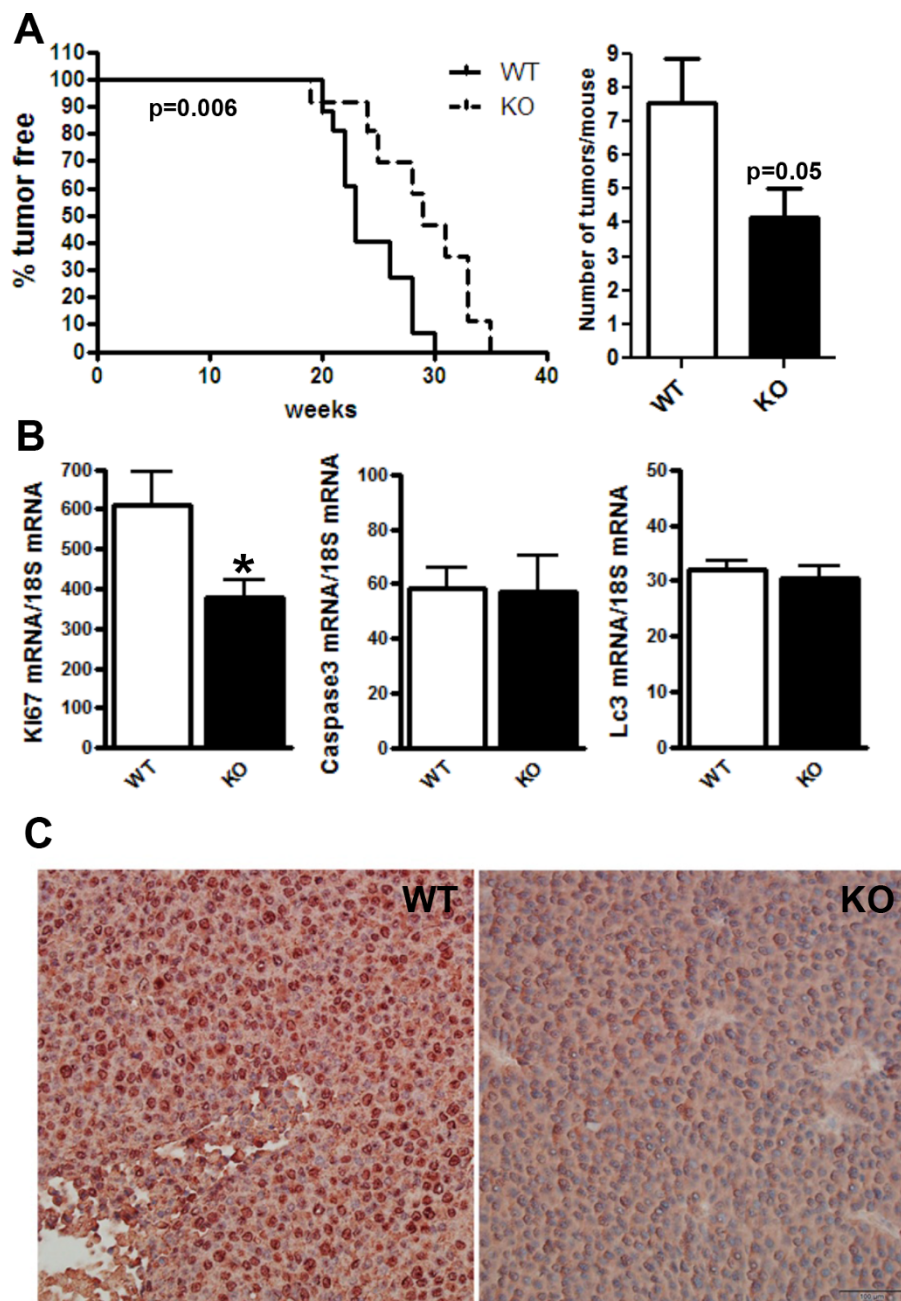 A
% tumor free
110
100
90
80
70
60
50
40
30
20
10
0
p=0.006
WT
KO
0 10 20 30 40
weeks
Number of tumors/mouse
9
8
7
6
5
4
3
2
1
0
p=0.05
WT KO
B
KI67 mRNA/18S mRNA
700
600
500
400
300
200
100
0
*
WT KO
Caspase3 mRNA/18S mRNA
100
80
60
40
20
0
WT KO
Lc3 mRNA/18S mRNA
50
40
30
20
10
0
WT KO
C
WT
KO
100 µm